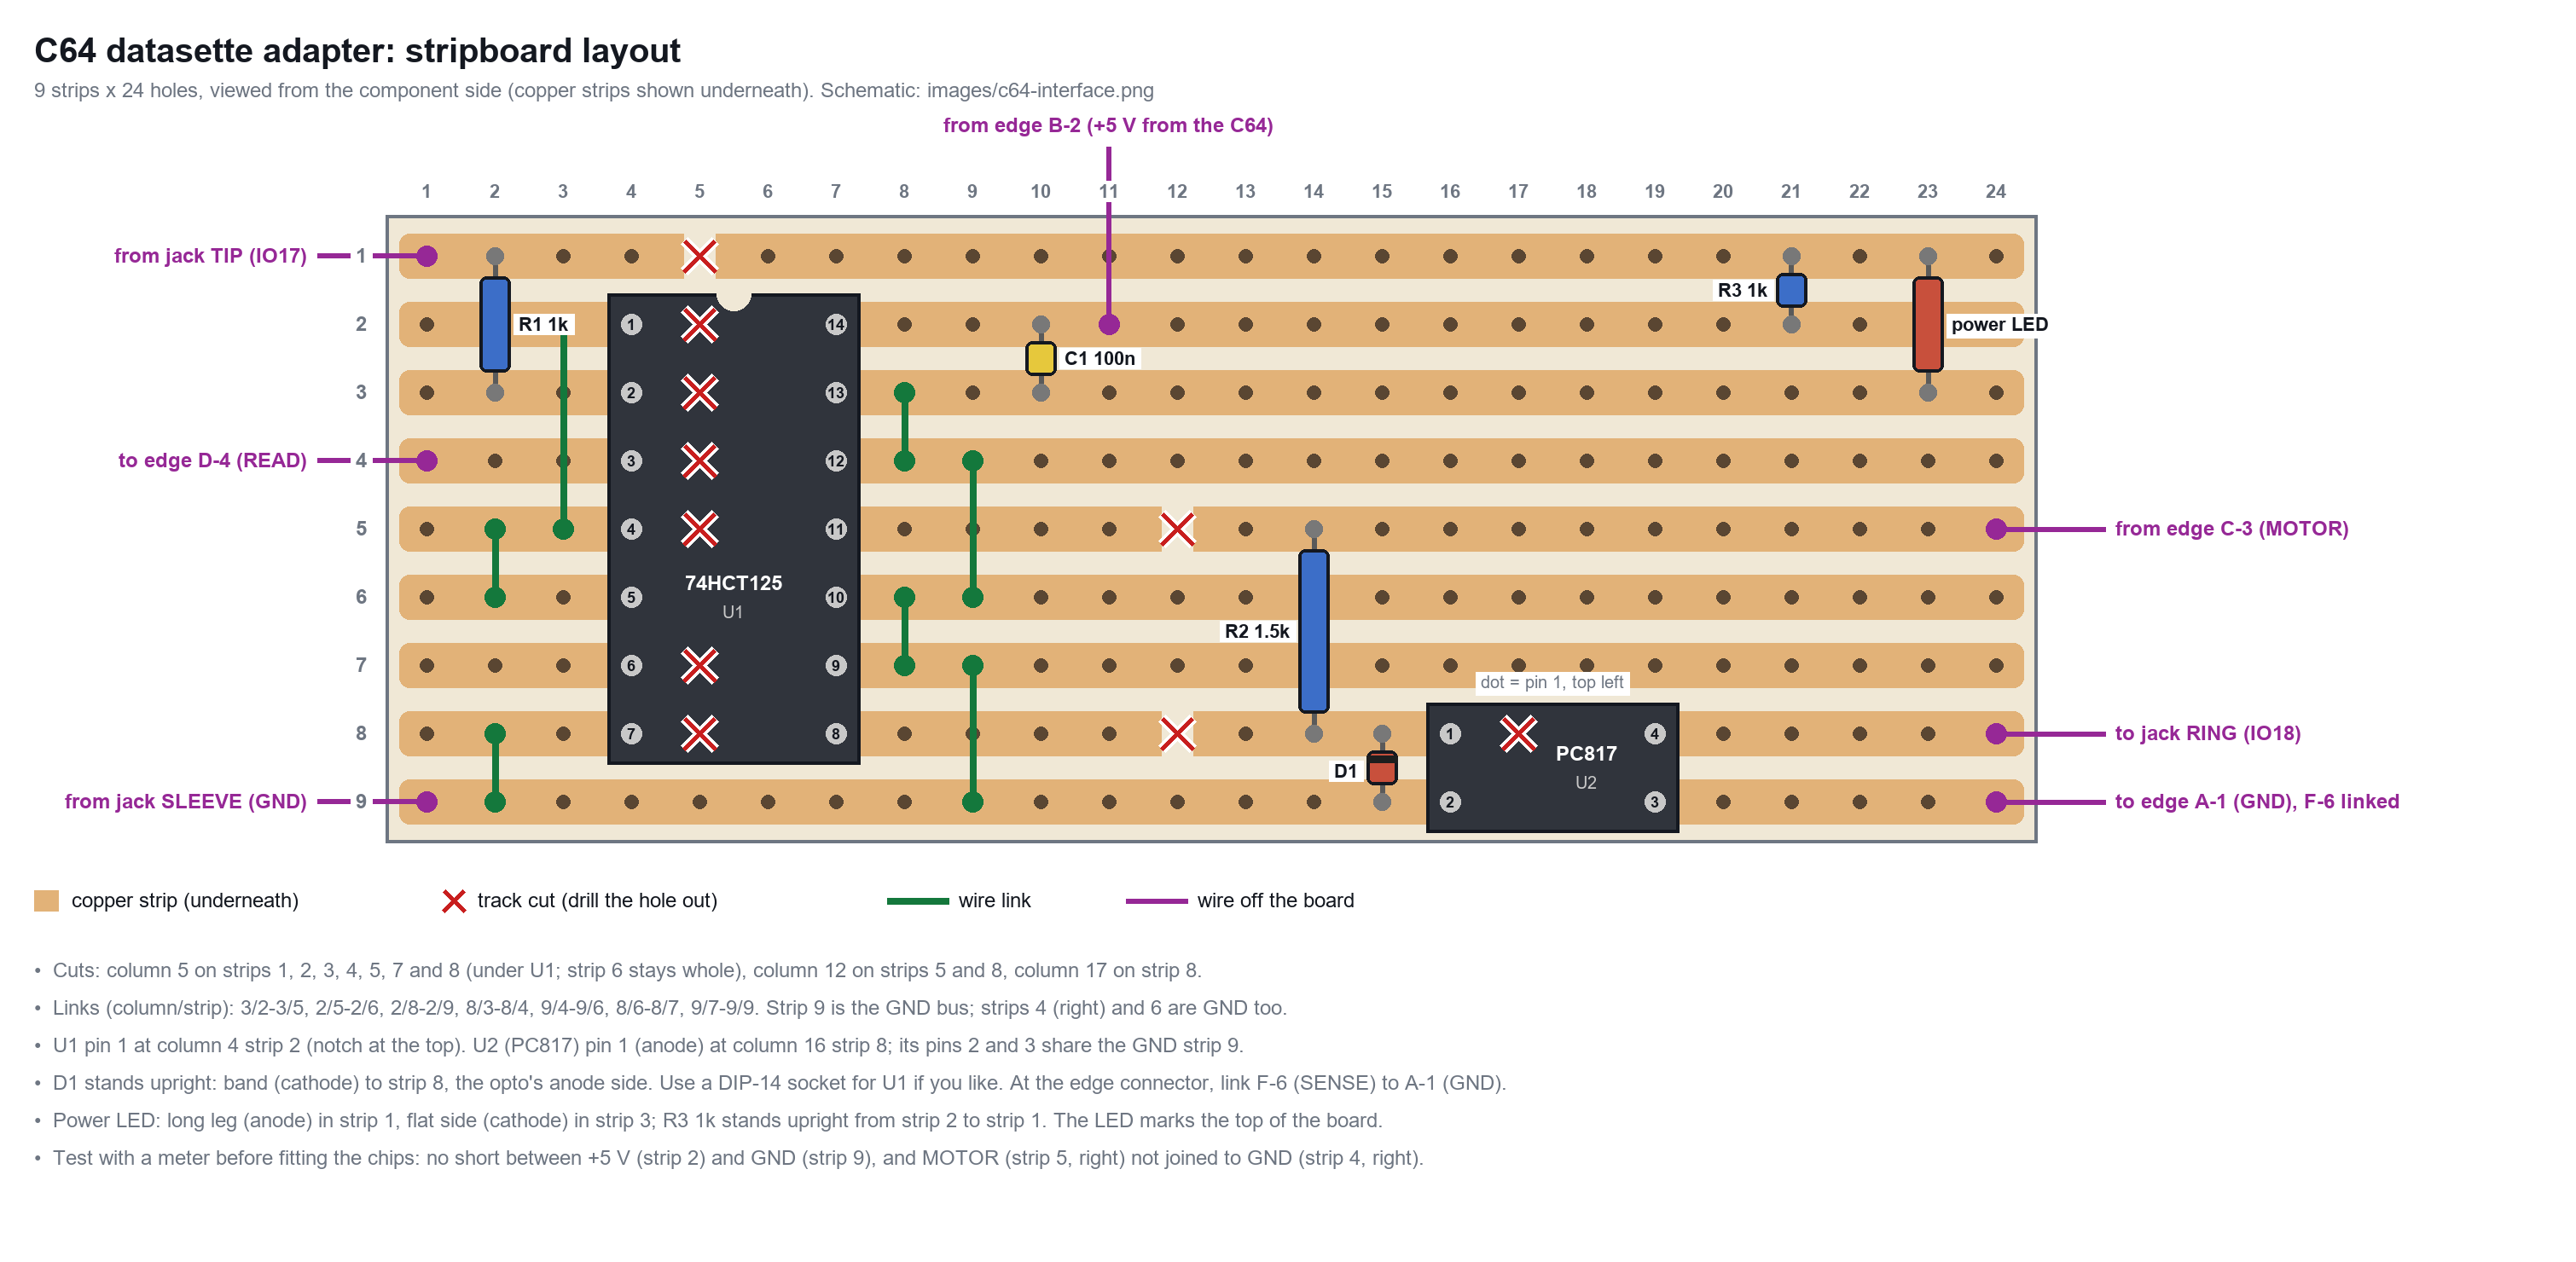 C64 datasette adapter: stripboard layout
9 strips x 24 holes, viewed from the component side (copper strips shown underneath). Schematic: images/c64-interface.png
from edge B-2 (+5 V from the C64)
1 2 3 4 5 6 7 8 9 10 11 12 13 14 15 16 17 18 19 20 21 22 23 24
from jack TIP (IO17) 1
R3 1k
2 R1 1k 1 14 power LED
C1 100n
3 2 13
to edge D-4 (READ) 4 3 12
5 4 11 from edge C-3 (MOTOR)
74HCT125
6 5 10
U1
R2 1.5k
7 6 9
dot = pin 1, top left
8 7 8 1 4 to jack RING (IO18)
PC817
D1
U2
from jack SLEEVE (GND) 9 2 3 to edge A-1 (GND), F-6 linked
copper strip (underneath) track cut (drill the hole out) wire link wire off the board
• Cuts: column 5 on strips 1, 2, 3, 4, 5, 7 and 8 (under U1; strip 6 stays whole), column 12 on strips 5 and 8, column 17 on strip 8.
• Links (column/strip): 3/2-3/5, 2/5-2/6, 2/8-2/9, 8/3-8/4, 9/4-9/6, 8/6-8/7, 9/7-9/9. Strip 9 is the GND bus; strips 4 (right) and 6 are GND too.
• U1 pin 1 at column 4 strip 2 (notch at the top). U2 (PC817) pin 1 (anode) at column 16 strip 8; its pins 2 and 3 share the GND strip 9.
• D1 stands upright: band (cathode) to strip 8, the opto's anode side. Use a DIP-14 socket for U1 if you like. At the edge connector, link F-6 (SENSE) to A-1 (GND).
• Power LED: long leg (anode) in strip 1, flat side (cathode) in strip 3; R3 1k stands upright from strip 2 to strip 1. The LED marks the top of the board.
• Test with a meter before fitting the chips: no short between +5 V (strip 2) and GND (strip 9), and MOTOR (strip 5, right) not joined to GND (strip 4, right).